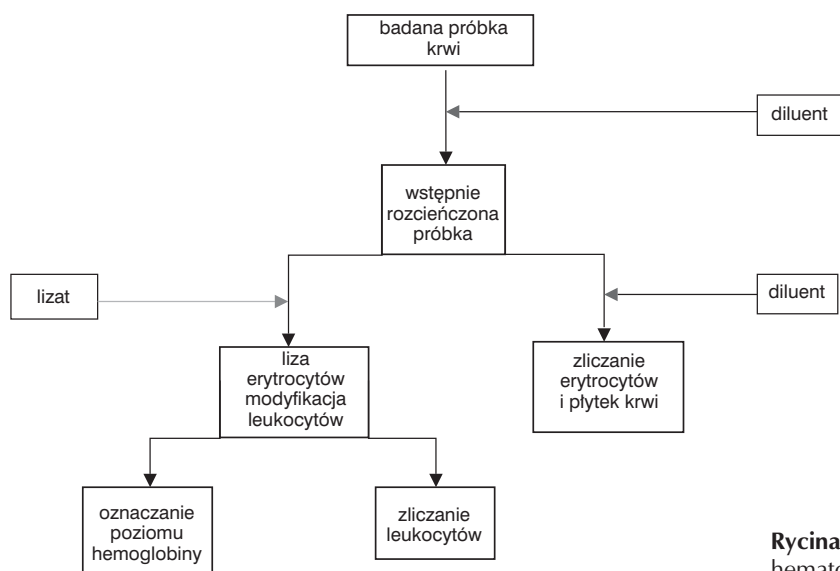 badana próbka
krwi
diluent
wstępnie
rozcieńczona
próbka
lizat
diluent
liza
erytrocytów
modyfikacja
leukocytów
zliczanie
erytrocytów
i płytek krwi
oznaczanie
poziomu
hemoglobiny
zliczanie
leukocytów
Rycina